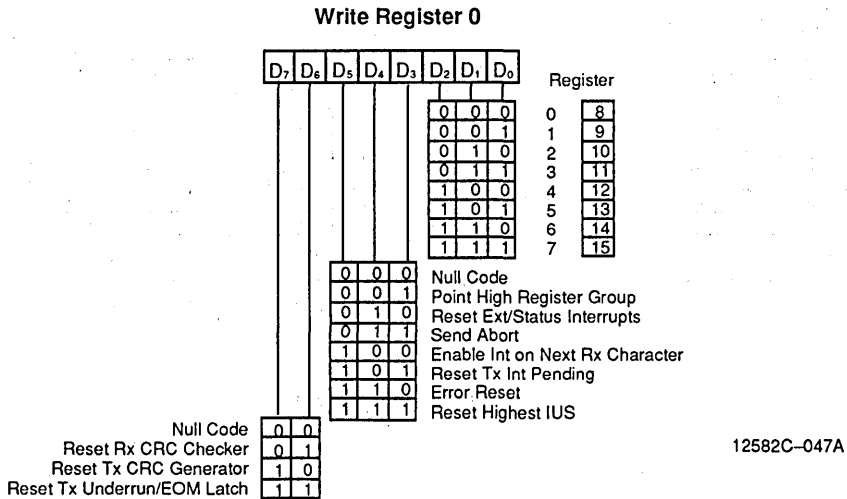 Write Register 0
D7 D6 D5 D4 D3 D2 D1 D0
Register
0 0 0 0 8
0 0 1 1 9
0 1 0 2 10
0 1 1 3 11
1 0 0 4 12
1 0 1 5 13
1 1 0 6 14
1 1 1 7 15
0 0 0 Null Code
0 0 1 Point High Register Group
0 1 0 Reset Ext/Status Interrupts
0 1 1 Send Abort
1 0 0 Enable Int on Next Rx Character
1 0 1 Reset Tx Int Pending
1 1 0 Error Reset
1 1 1 Reset Highest IUS
Null Code 0 0
Reset Rx CRC Checker 0 1
Reset Tx CRC Generator 1 0
Reset Tx Underrun/EOM Latch 1 1
12582C–047A